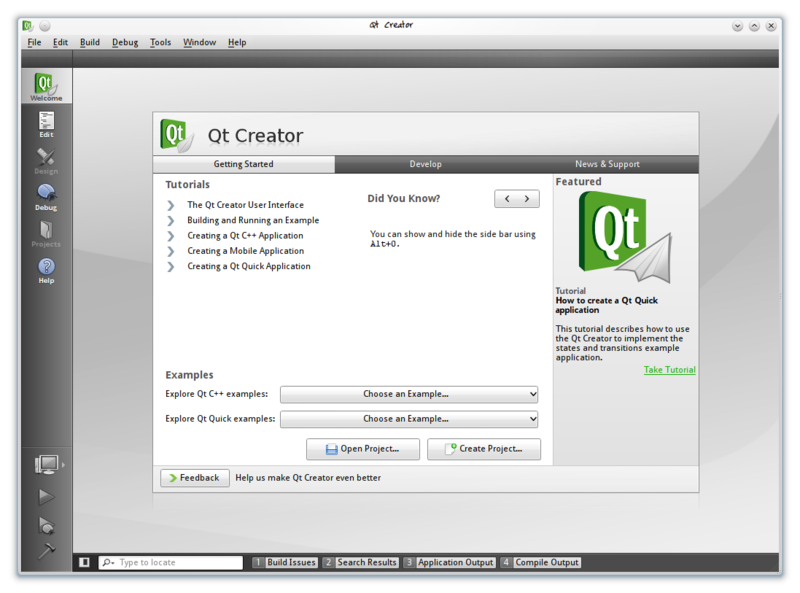 Qt Creator
File Edit Build Debug Tools Window Help
Qt
Welcome
Edit
Design
Debug
Projects
Help
Qt Qt Creator
Getting Started Develop News & Support
Tutorials
The Qt Creator User Interface
Building and Running an Example
Creating a Qt C++ Application
Creating a Mobile Application
Creating a Qt Quick Application
Did You Know?
You can show and hide the side bar using
Alt+0.
Featured
Qt
Tutorial
How to create a Qt Quick
application
This tutorial describes how to use
the Qt Creator to implement the
states and transitions example
application.
Take Tutorial
Examples
Explore Qt C++ examples: Choose an Example...
Explore Qt Quick examples: Choose an Example...
Open Project... Create Project...
Feedback Help us make Qt Creator even better
Type to locate 1 Build Issues 2 Search Results 3 Application Output 4 Compile Output